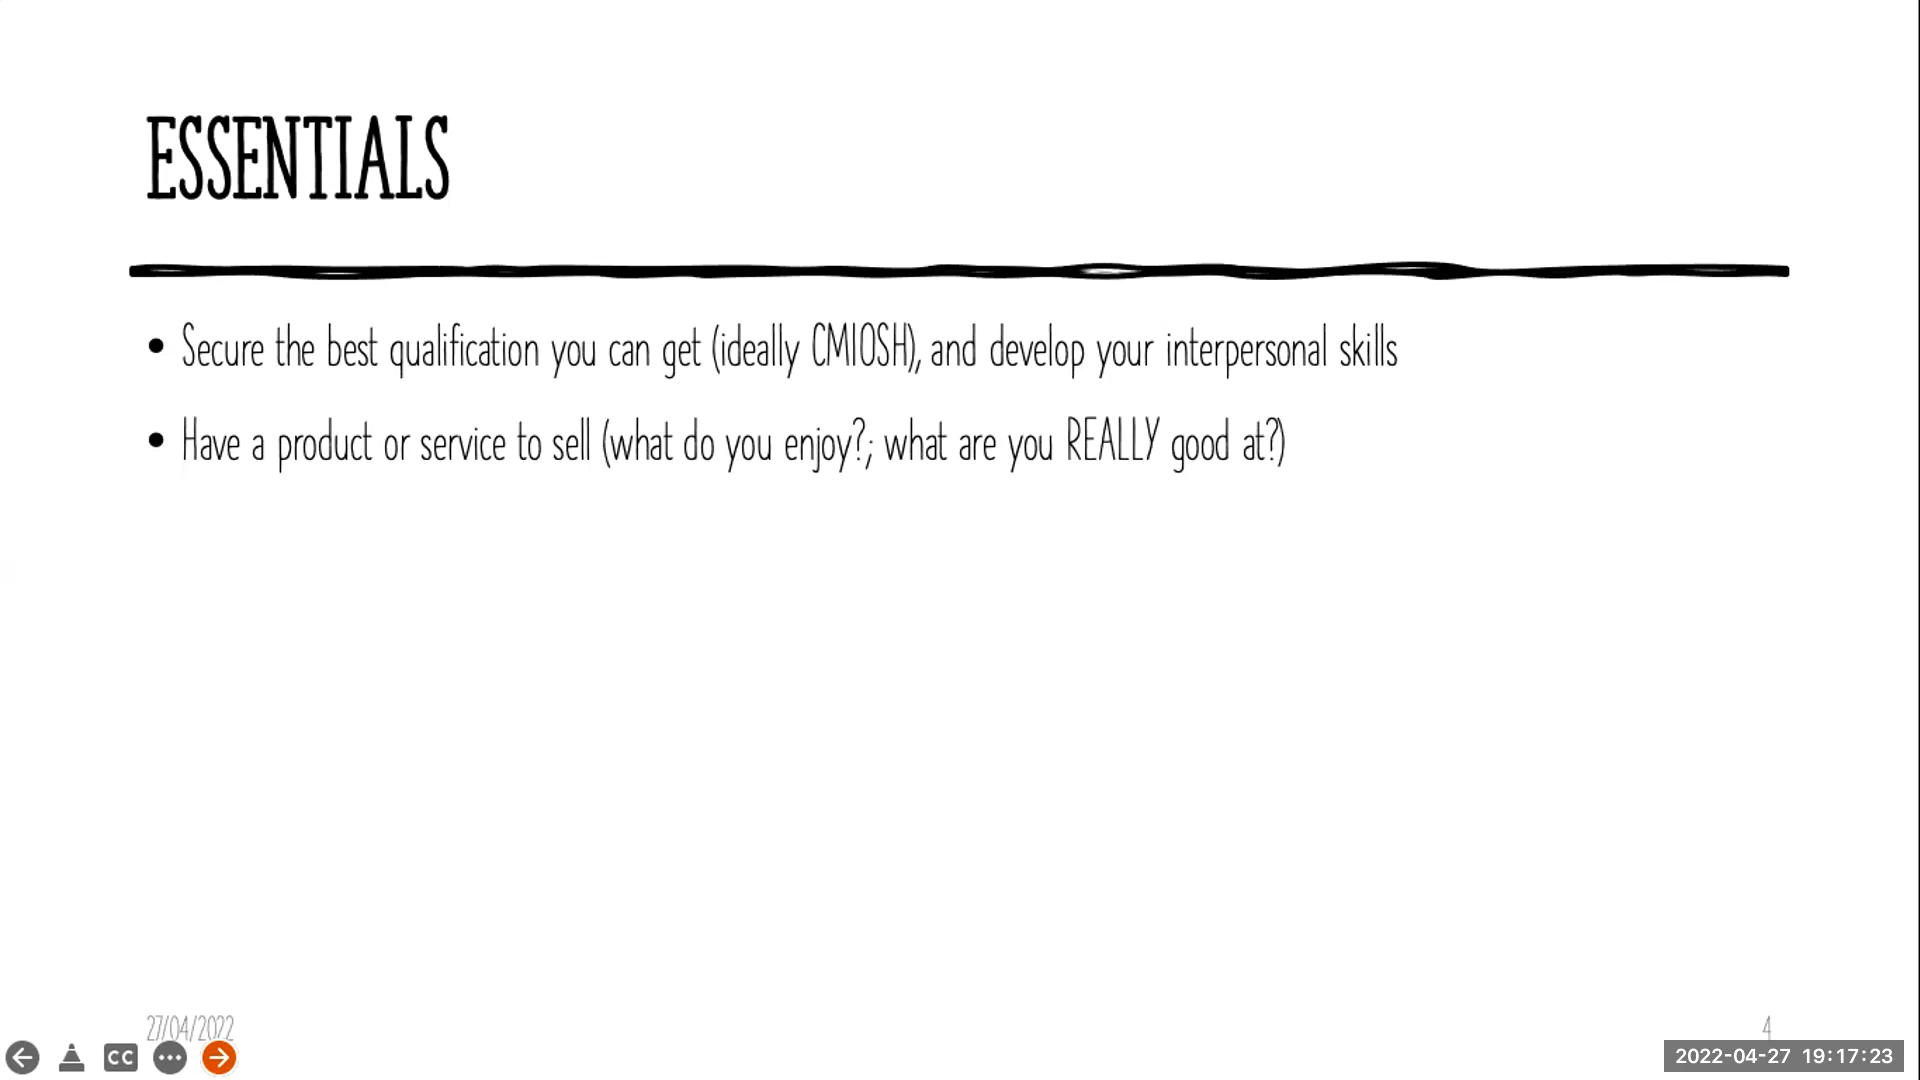 ESSENTIALS
• Secure the best qualification you can get (ideally CMIOSH), and develop your interpersonal skills
• Have a product or service to sell (what do you enjoy?; what are you REALLY good at?)
27/04/2022
4
CC
2022-04-27 19:17:23